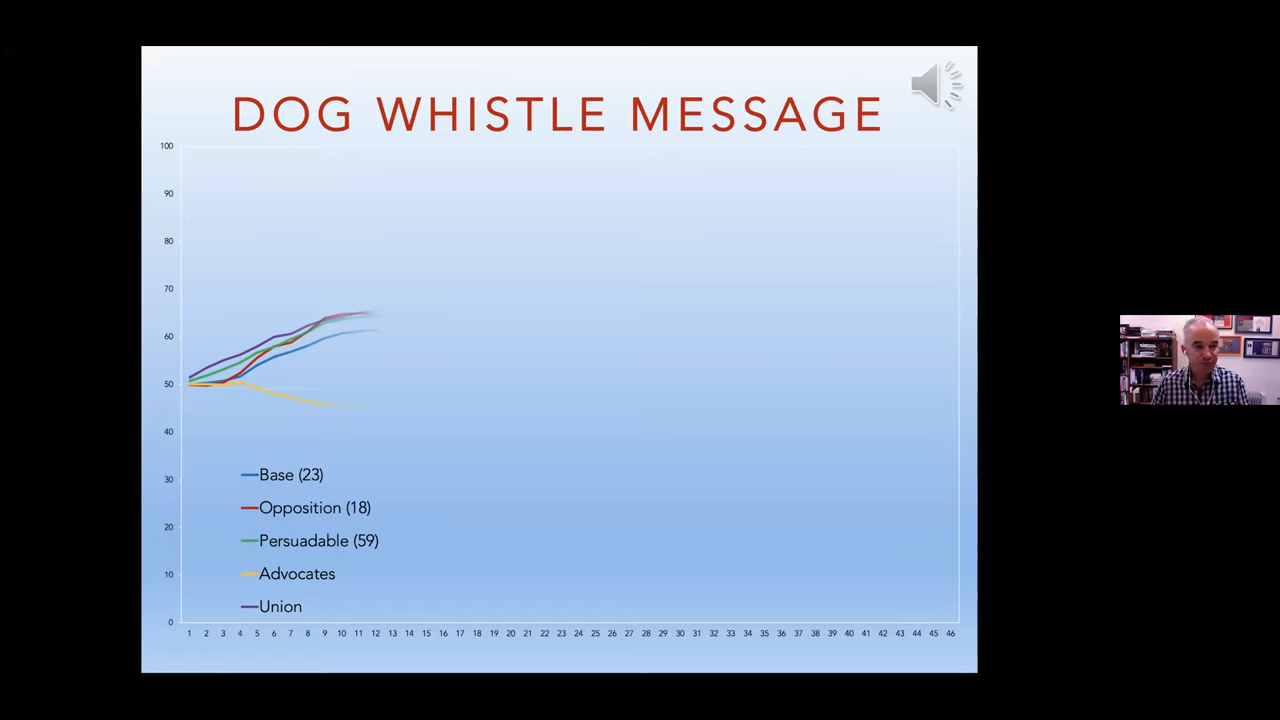 DOG WHISTLE MESSAGE
100
90
80
70
60
50
40
30
20
10
0
Base (23)
Opposition (18)
Persuadable (59)
Advocates
Union
1 2 3 4 5 6 7 8 9 10 11 12 13 14 15 16 17 18 19 20 21 22 23 24 25 26 27 28 29 30 31 32 33 34 35 36 37 38 39 40 41 42 43 44 45 46